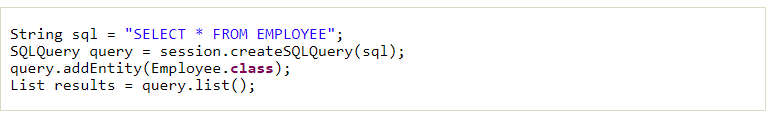 String sql = "SELECT * FROM EMPLOYEE";
SQLQuery query = session.createSQLQuery(sql);
query.addEntity(Employee.class);
List results = query.list();